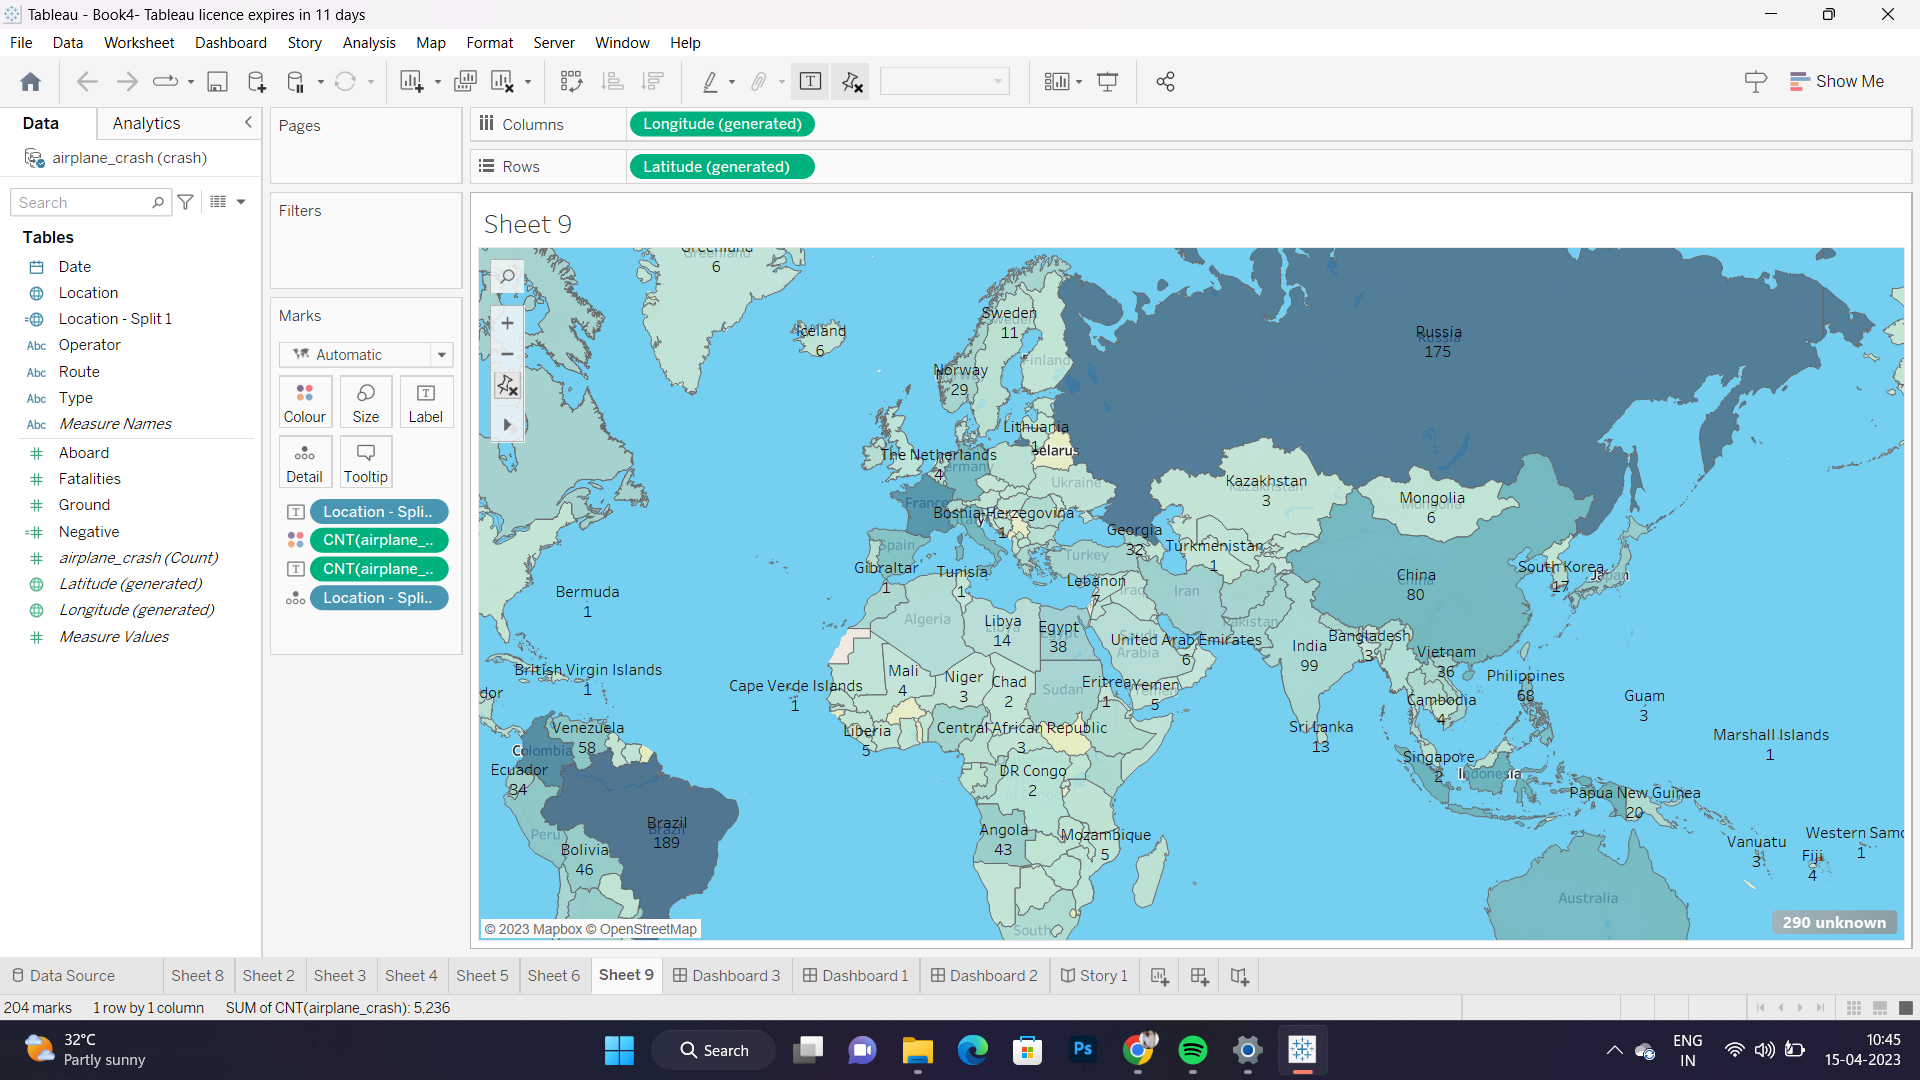 Tableau - Book4- Tableau licence expires in 11 days
File Data Worksheet Dashboard Story Analysis Map Format Server Window Help
Show Me
Data Analytics
airplane_crash (crash)
Search
Tables
Date
Location
Location - Split 1
Abc Operator
Abc Route
Abc Type
Abc Measure Names
Aboard
Fatalities
Ground
Negative
airplane_crash (Count)
Latitude (generated)
Longitude (generated)
Measure Values
Pages
Filters
Marks
Automatic
Colour Size Label
Detail Tooltip
Location - Spli..
CNT(airplane_..
CNT(airplane_..
Location - Spli..
Columns Longitude (generated)
Rows Latitude (generated)
Sheet 9
Greenland
6
Iceland
6
Sweden
11
Finland
Norway
29
Russia
175
Lithuania
1
elarus
The Netherlands
4
Ukraine
France
Bosnia-Herzegovina
1
Kazakhstan
3
Mongolia
6
Georgia
32
Turkmenistan
1
Spain
Turkey
Gibraltar
1
Tunisia
1
Lebanon
7
Iraq
Iran
China
80
South Korea
17
Japan
Bermuda
1
Algeria
Libya
14
Egypt
38
Pakistan
United Arab Emirates
6
Arabia
India
99
Bangladesh
3
Vietnam
36
British Virgin Islands
1
Cape Verde Islands
1
Mali
4
Niger
3
Chad
2
Sudan
Eritrea
1
Yemen
5
Philippines
68
Cambodia
4
Guam
3
dor
Venezuela
58
Colombia
Liberia
5
Central African Republic
3
Sri Lanka
13
Marshall Islands
1
Ecuador
34
DR Congo
2
Singapore
2
Indonesia
Papua New Guinea
20
Brazil
189
Peru
Bolivia
46
Angola
43
Mozambique
5
Vanuatu
3
Western Samo
1
Fiji
4
Australia
South
© 2023 Mapbox © OpenStreetMap
290 unknown
Data Source Sheet 8 Sheet 2 Sheet 3 Sheet 4 Sheet 5 Sheet 6 Sheet 9 Dashboard 3 Dashboard 1 Dashboard 2 Story 1
204 marks 1 row by 1 column SUM of CNT(airplane_crash): 5,236
32°C
Partly sunny
Search
Ps
ENG
IN
10:45
15-04-2023